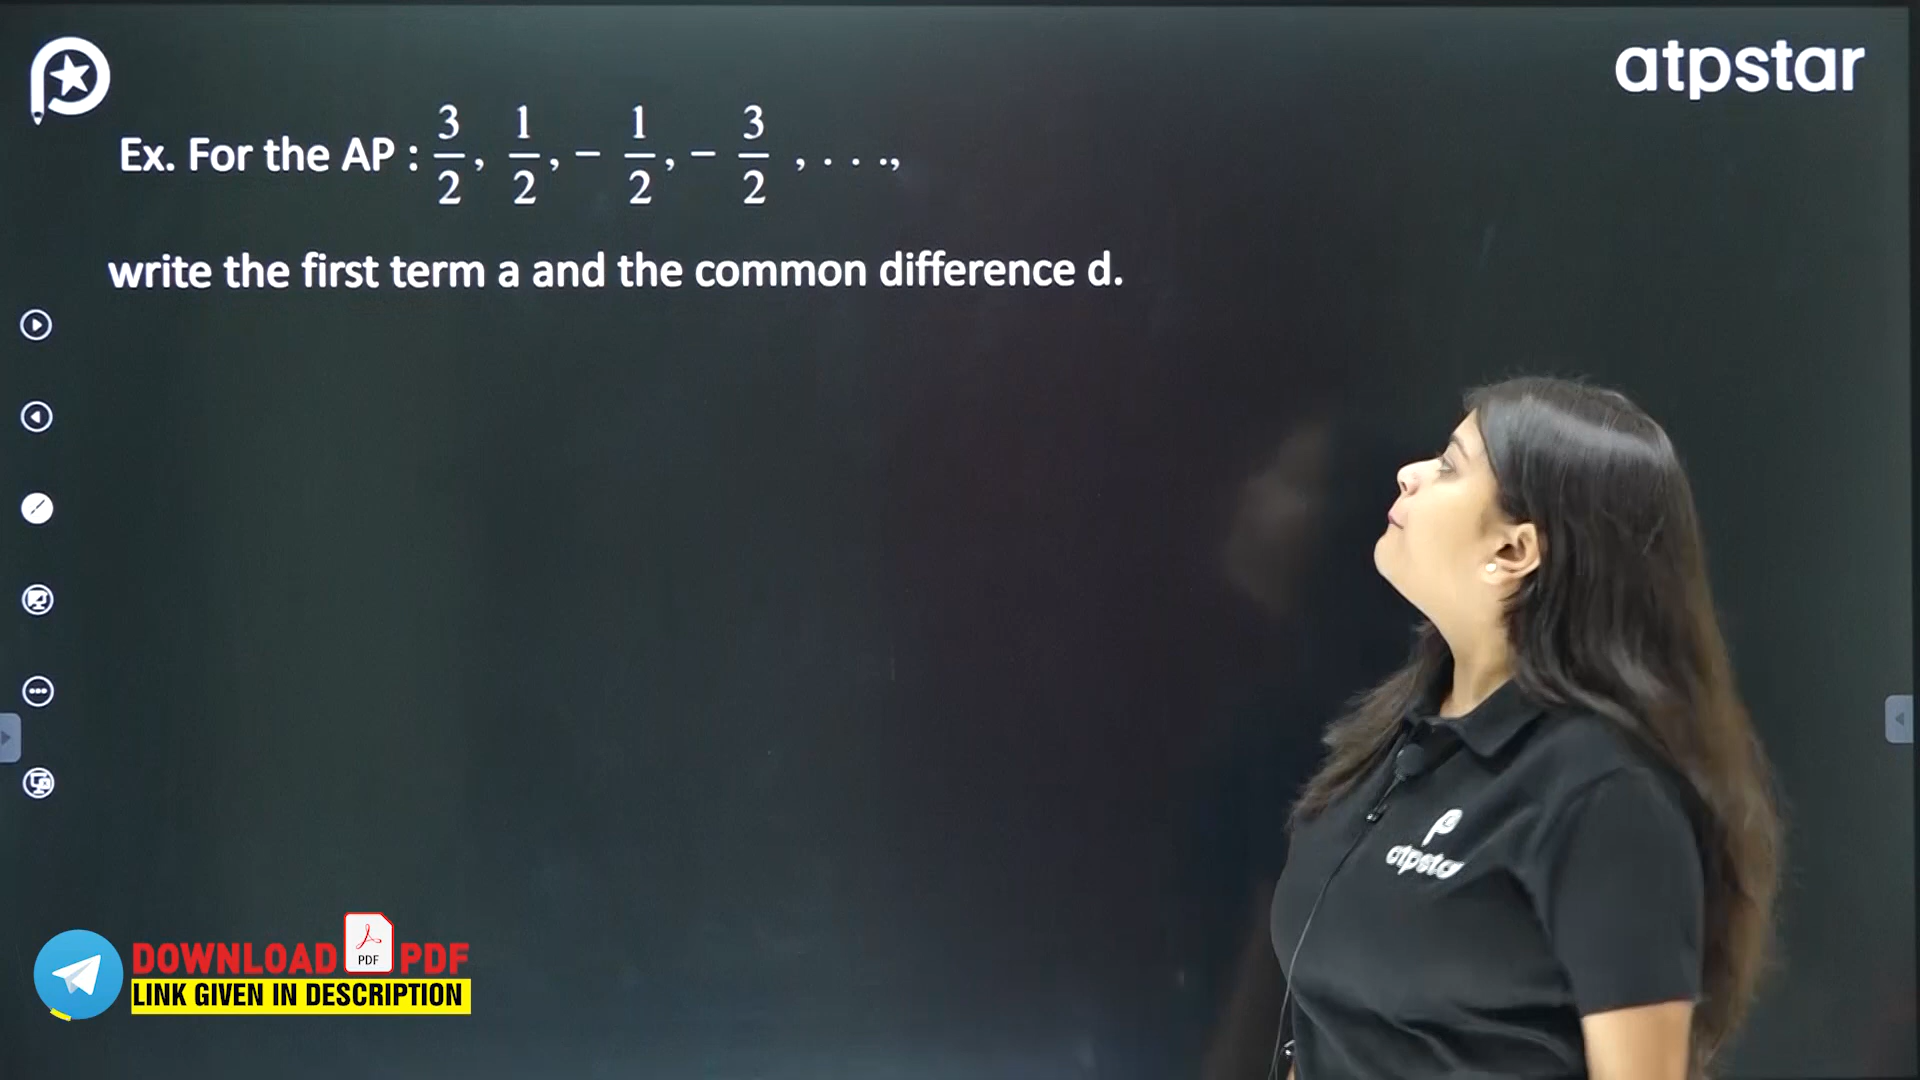 atpstar
Ex. For the AP : 3/2, 1/2, − 1/2, − 3/2 , . . .,
write the first term a and the common difference d.
atpstar
DOWNLOAD PDF PDF
LINK GIVEN IN DESCRIPTION